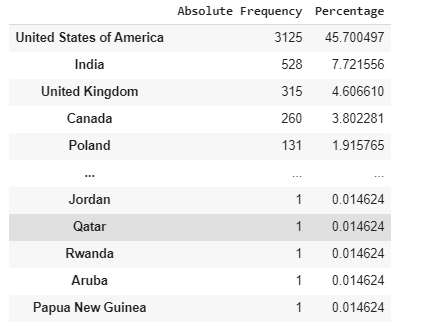 Absolute Frequency Percentage
United States of America 3125 45.700497
India 528 7.721556
United Kingdom 315 4.606610
Canada 260 3.802281
Poland 131 1.915765
... ... ...
Jordan 1 0.014624
Qatar 1 0.014624
Rwanda 1 0.014624
Aruba 1 0.014624
Papua New Guinea 1 0.014624